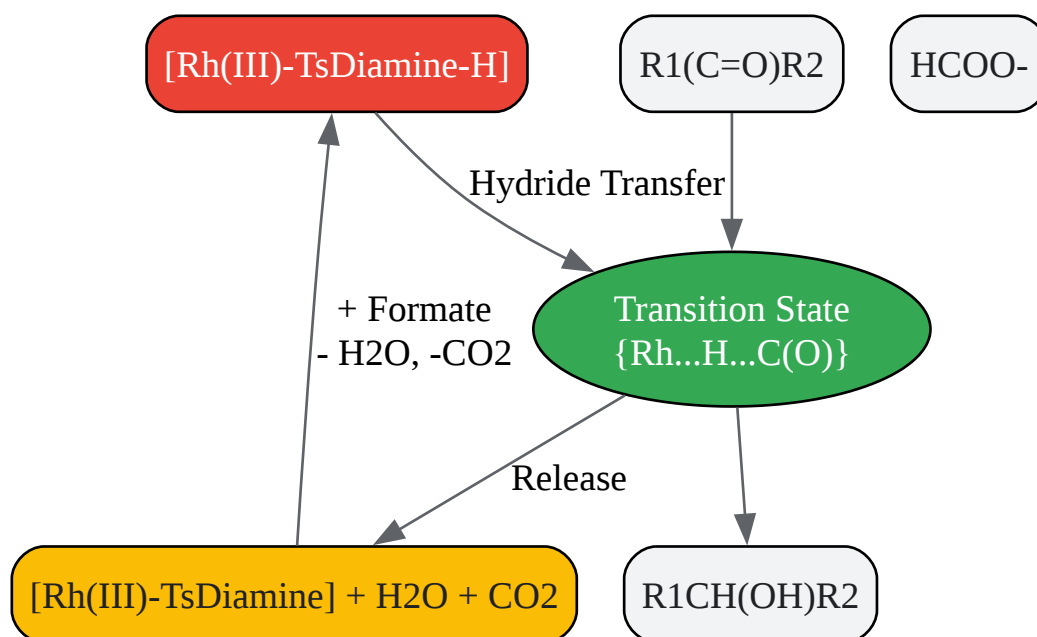 [Rh(III)-TsDiamine-H]
R1(C=O)R2
HCOO-
Hydride Transfer
+ Formate
- H2O, -CO2
Transition State
{Rh...H...C(O)}
Release
[Rh(III)-TsDiamine] + H2O + CO2
R1CH(OH)R2